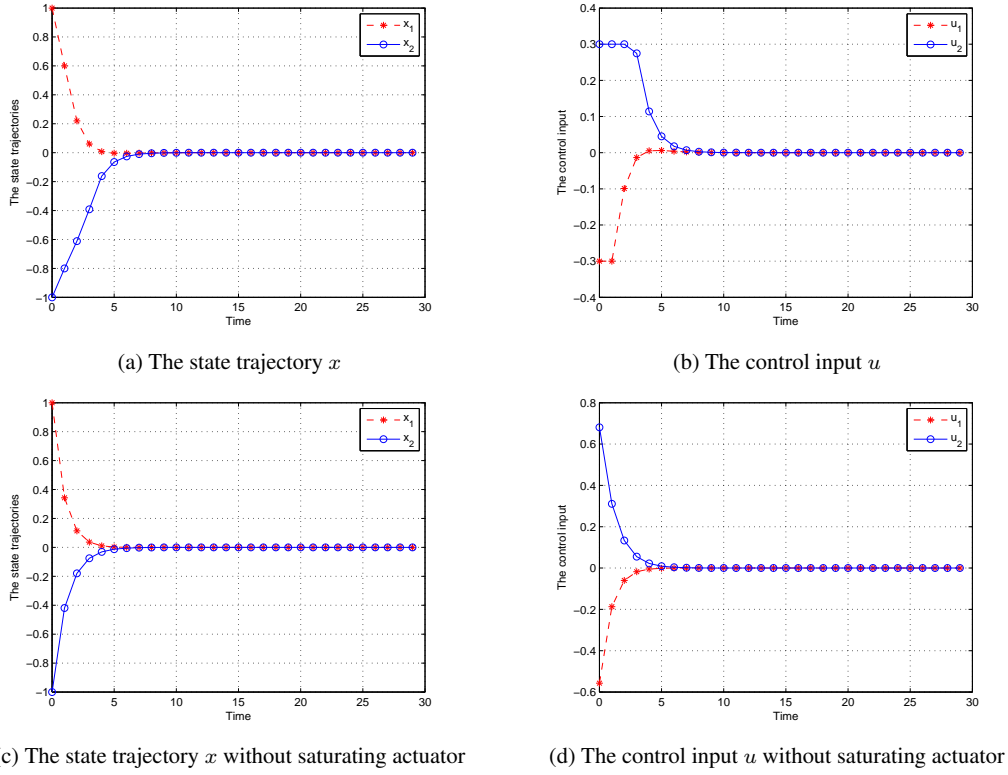 1
0.8
0.6
0.4
0.2
0
−0.2
−0.4
−0.6
−0.8
−1
0 5 10 15 20 25 30
Time
The state trajectories
x1
x2
(a) The state trajectory x
0.4
0.3
0.2
0.1
0
−0.1
−0.2
−0.3
−0.4
0 5 10 15 20 25 30
Time
The control input
u1
u2
(b) The control input u
1
0.8
0.6
0.4
0.2
0
−0.2
−0.4
−0.6
−0.8
−1
0 5 10 15 20 25 30
Time
The state trajectories
x1
x2
c) The state trajectory x without saturating actuator
0.8
0.6
0.4
0.2
0
−0.2
−0.4
−0.6
0 5 10 15 20 25 30
Time
The control input
u1
u2
(d) The control input u without saturating actuator